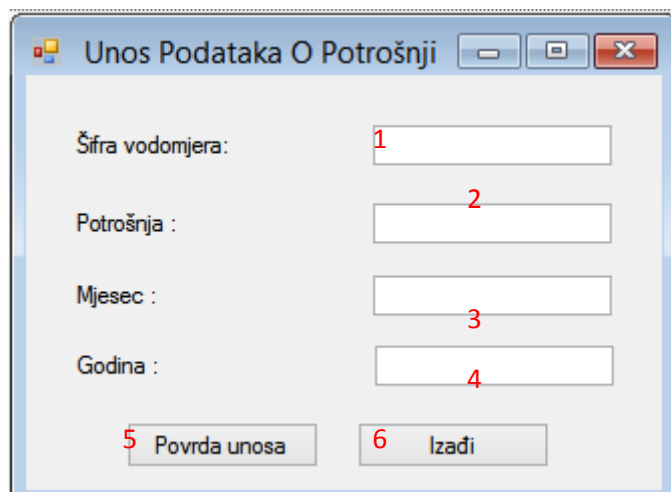 Unos Podataka O Potrošnji
Šifra vodomjera: 1
2
Potrošnja :
Mjesec :
3
Godina :
4
5 Povrda unosa 6 Izađi